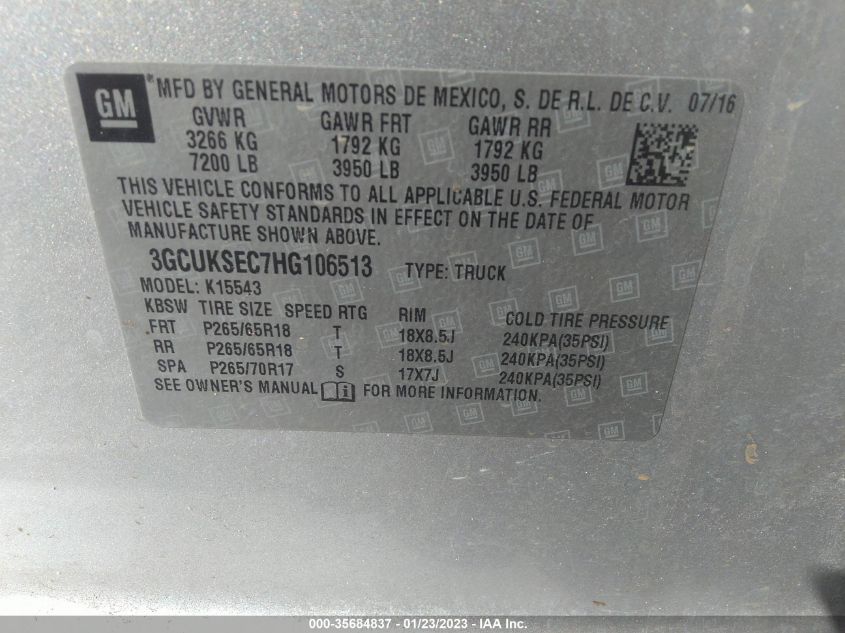 GM ® MFD BY GENERAL MOTORS DE MEXICO, S. DE R.L. DE C.V. 07/16
GVWR GAWR FRT GAWR RR
3266 KG 1792 KG 1792 KG
7200 LB 3950 LB 3950 LB
THIS VEHICLE CONFORMS TO ALL APPLICABLE U.S. FEDERAL MOTOR
VEHICLE SAFETY STANDARDS IN EFFECT ON THE DATE OF
MANUFACTURE SHOWN ABOVE.
3GCUKSEC7HG106513 TYPE: TRUCK
MODEL: K15543
KBSW TIRE SIZE SPEED RTG RIM COLD TIRE PRESSURE
FRT P265/65R18 T 18X8.5J 240KPA(35PSI)
RR P265/65R18 T 18X8.5J 240KPA(35PSI)
SPA P265/70R17 S 17X7J 240KPA(35PSI)
SEE OWNER'S MANUAL i FOR MORE INFORMATION.
000-35684837 - 01/23/2023 - IAA Inc.